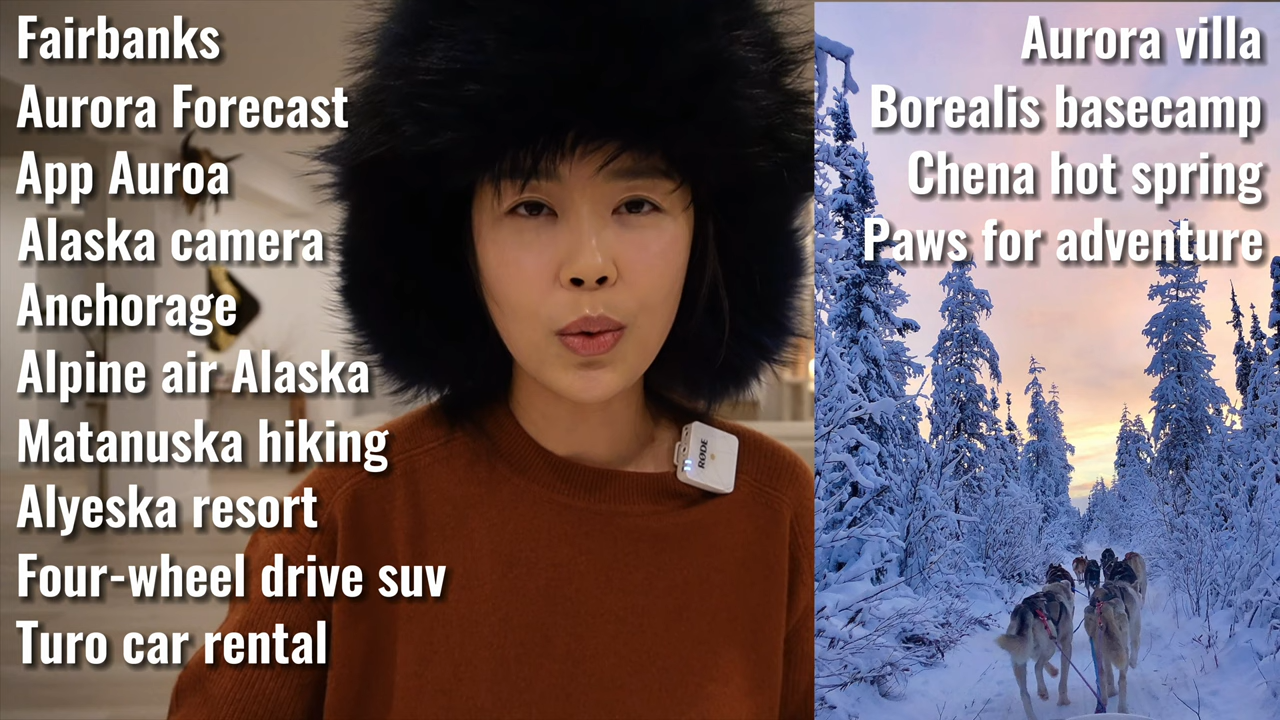 Fairbanks
Aurora Forecast
App Auroa
Alaska camera
Anchorage
Alpine air Alaska
Matanuska hiking
Alyeska resort
Four-wheel drive suv
Turo car rental
Aurora villa
Borealis basecamp
Chena hot spring
Paws for adventure
RØDE